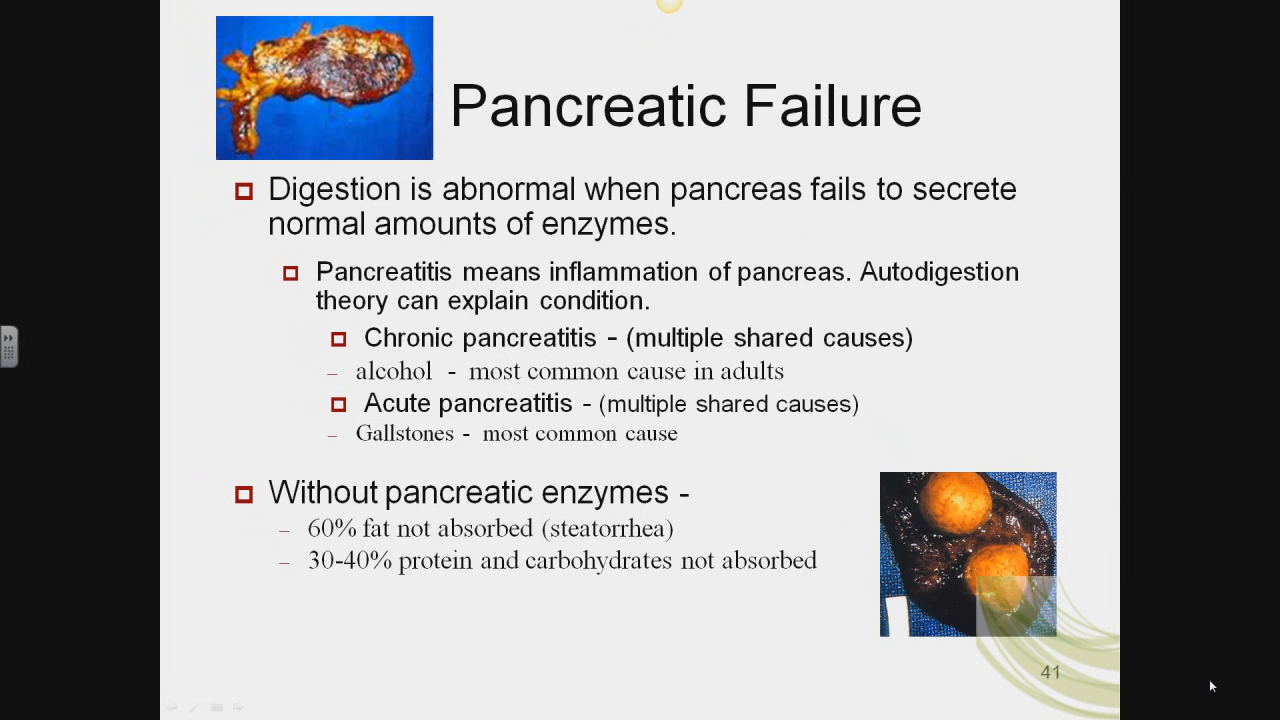 Pancreatic Failure
Digestion is abnormal when pancreas fails to secrete
normal amounts of enzymes.
Pancreatitis means inflammation of pancreas. Autodigestion
theory can explain condition.
Chronic pancreatitis - (multiple shared causes)
– alcohol - most common cause in adults
Acute pancreatitis - (multiple shared causes)
– Gallstones - most common cause
Without pancreatic enzymes -
– 60% fat not absorbed (steatorrhea)
– 30-40% protein and carbohydrates not absorbed
41